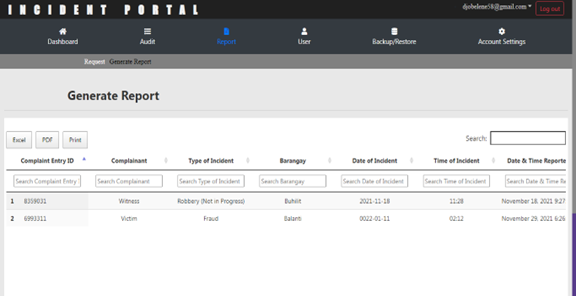 INCIDENT PORTAL
djobelene58@gmail.com
Log out
Dashboard Audit Report User Backup/Restore Account Settings
Request Generate Report
Generate Report
Excel PDF Print
Search:
Complaint Entry ID Complainant Type of Incident Barangay Date of Incident Time of Incident Date & Time Reporte
Search Complaint Entry Search Complainant Search Type of Incident Search Barangay Search Date of Incident Search Time of Incident Search Date & Time Re
1 8359031 Witness Robbery (Not in Progress) Buhilit 2021-11-18 11:28 November 18, 2021 9:27
2 6993311 Victim Fraud Balanti 0022-01-11 02:12 November 29, 2021 6:26